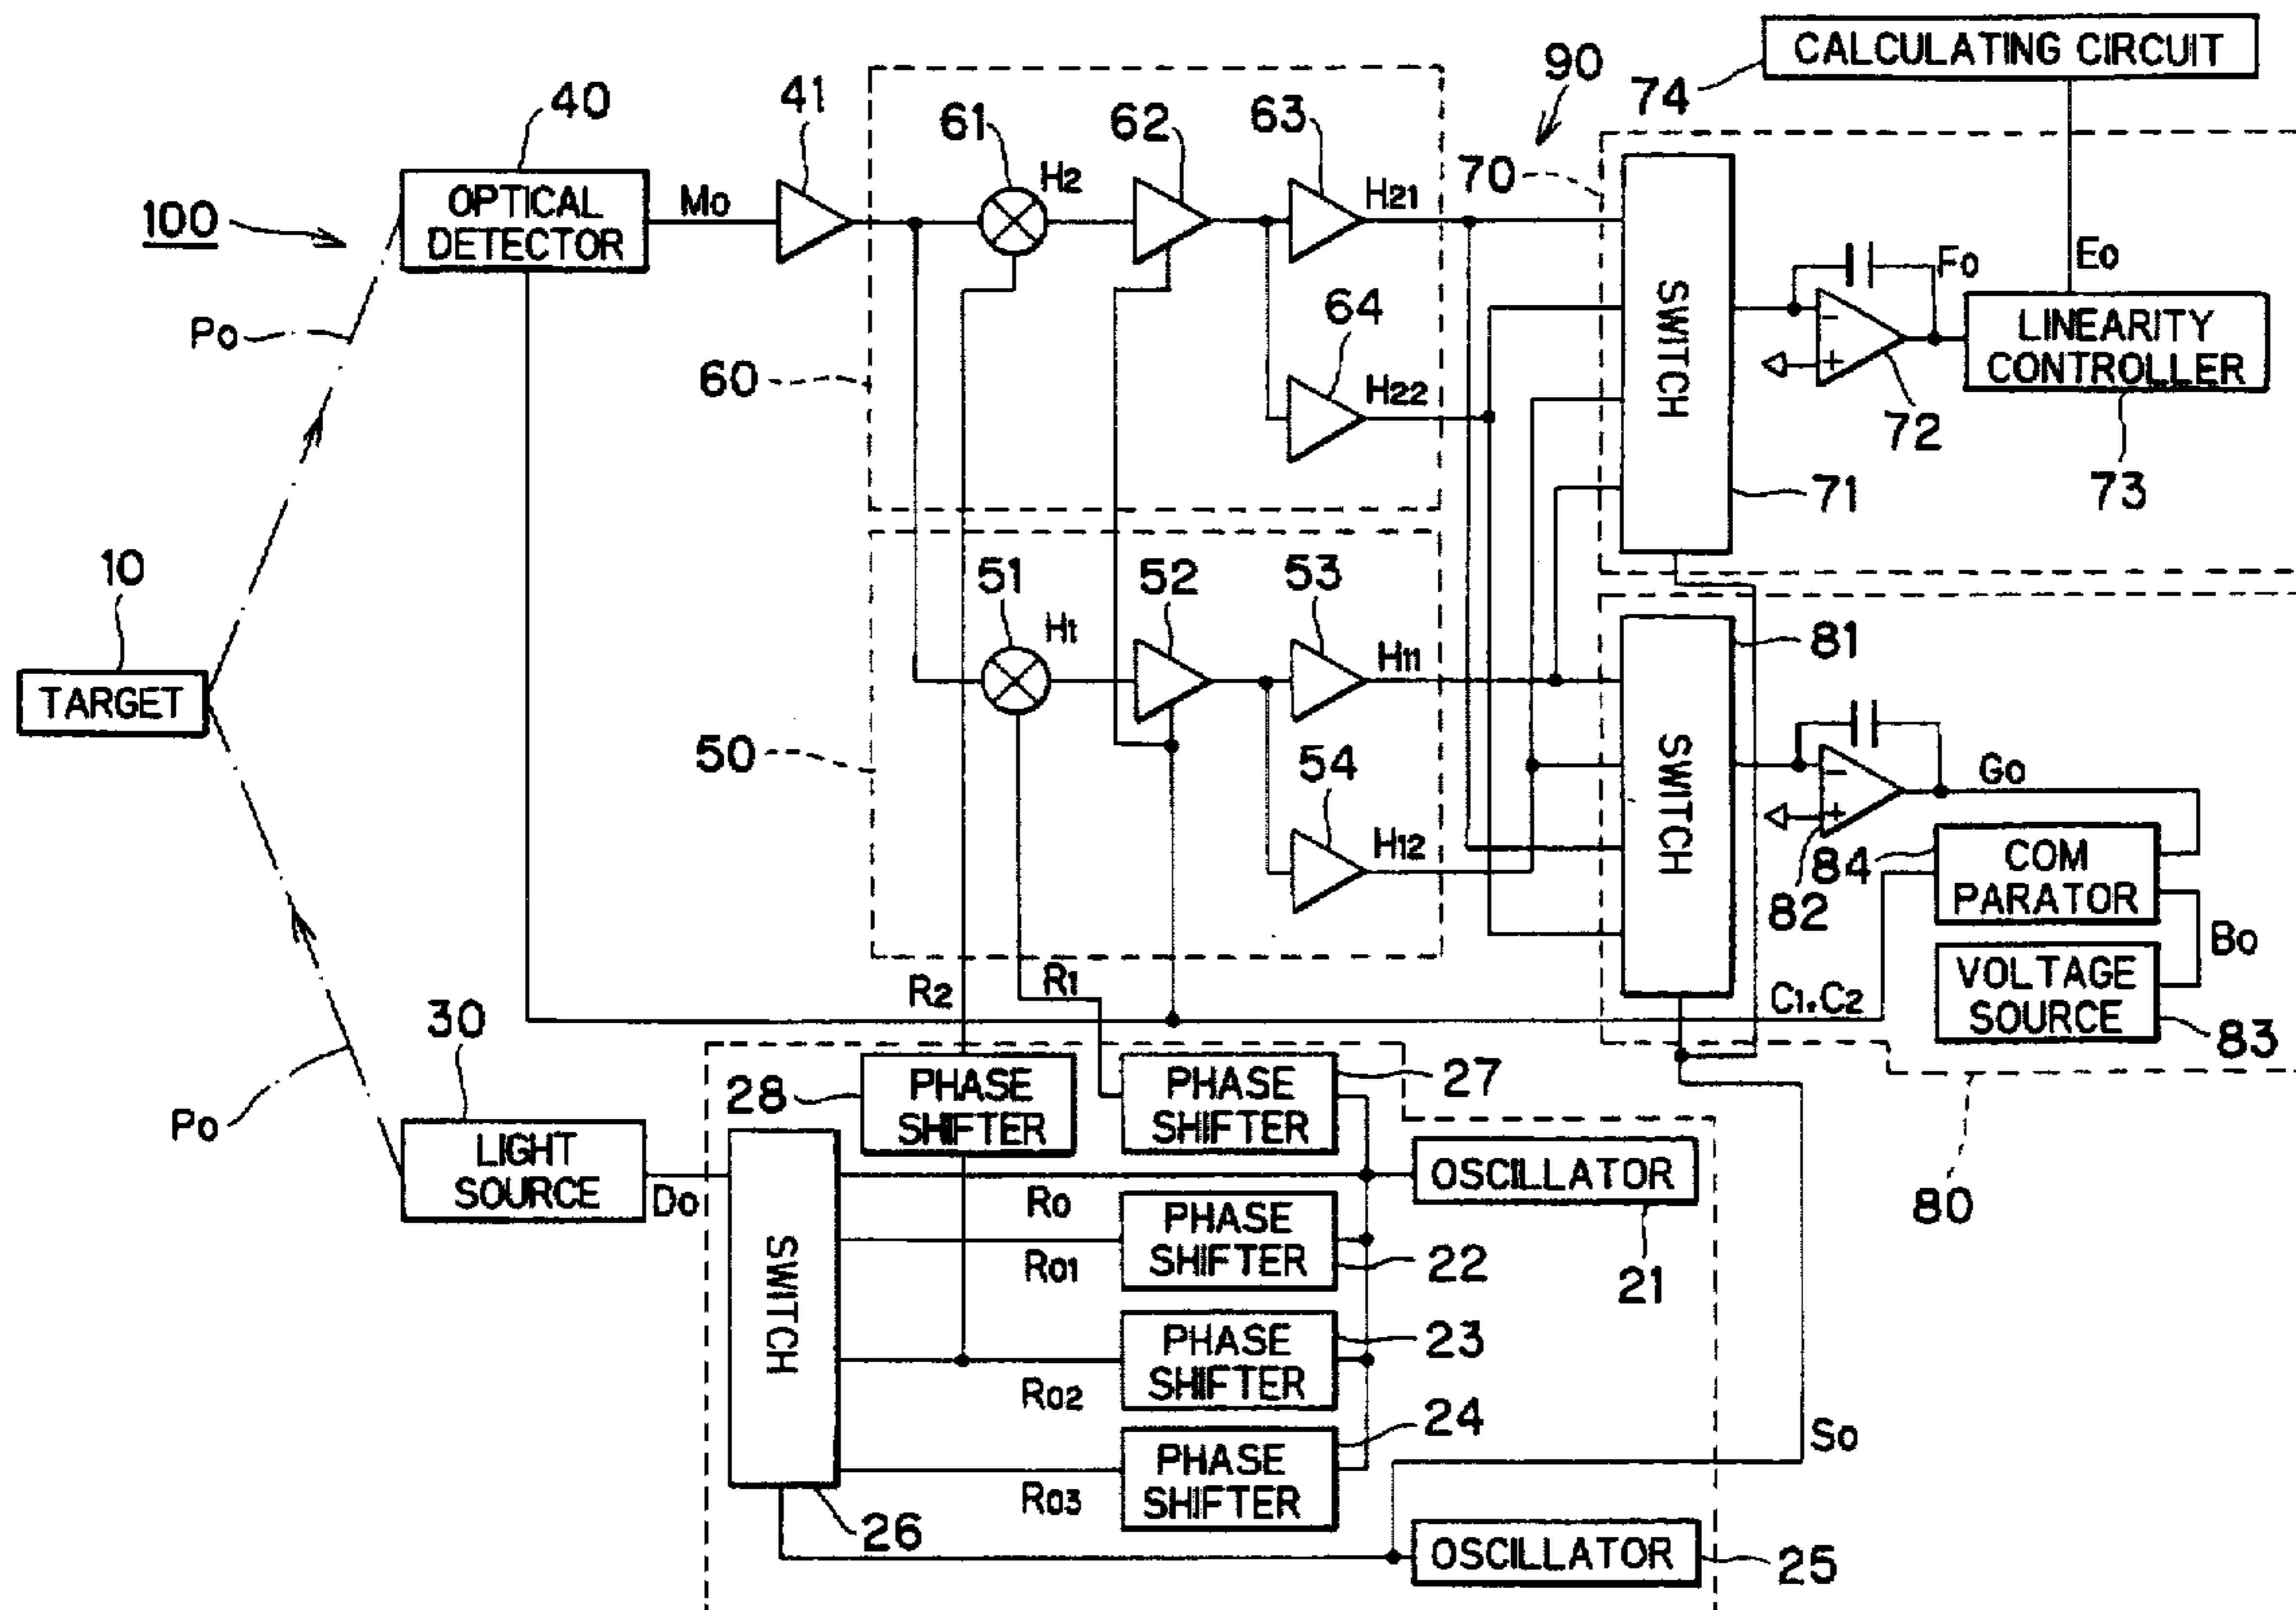 CALCULATING CIRCUIT
74
90
40
41
61
62
63
70
100
OPTICAL
DETECTOR
Mo
H2
H21
SWITCH
Fo
Eo
LINEARITY
CONTROLLER
Po
60
64
H22
72
71
73
10
TARGET
51
52
53
H1
H11
81
50
54
H12
SWITCH
Go
84
82
COM
PARATOR
Bo
VOLTAGE
SOURCE
83
R2
R1
C1,C2
30
28
PHASE
SHIFTER
PHASE
SHIFTER
27
Po
LIGHT
SOURCE
Do
SWITCH
Ro
OSCILLATOR
21
80
R01
PHASE
SHIFTER
22
R02
PHASE
SHIFTER
23
R03
PHASE
SHIFTER
24
So
26
OSCILLATOR
25